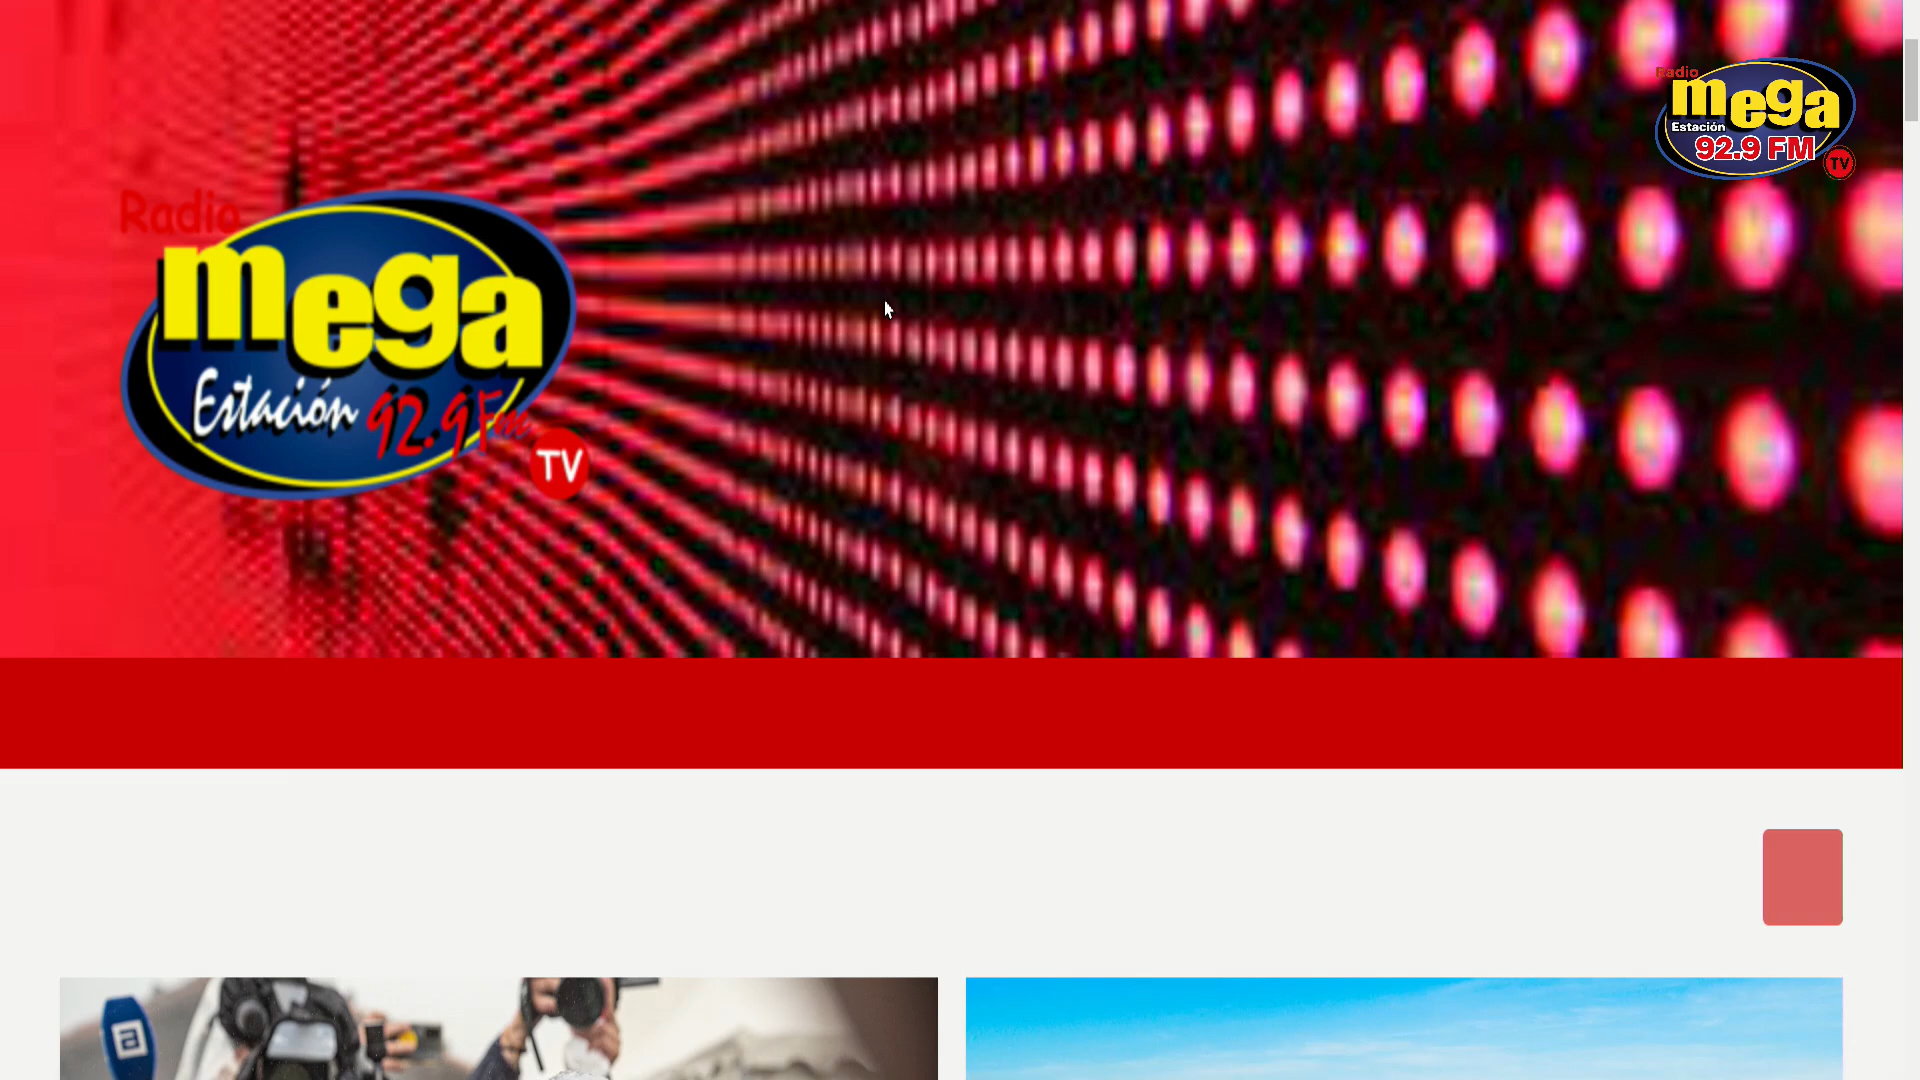 Radio
mega
Estación
92.9 FM
TV
Radio
mega
Estación 92.9 Fm
TV
a